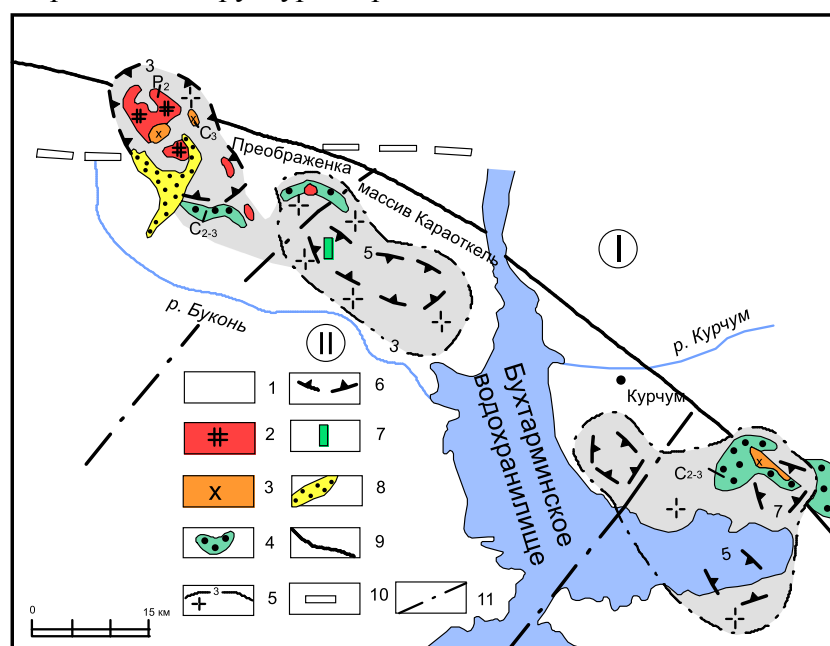 3
P2
C3
Преображенка
массив Караоткель
C2-3
5
I
р. Буконь
3
II
р. Курчум
Курчум
Бухтарминское
водохранилище
C2-3
x
7
5
1
6
2
7
x
3
8
4
9
3
5
10
11
0
15 км